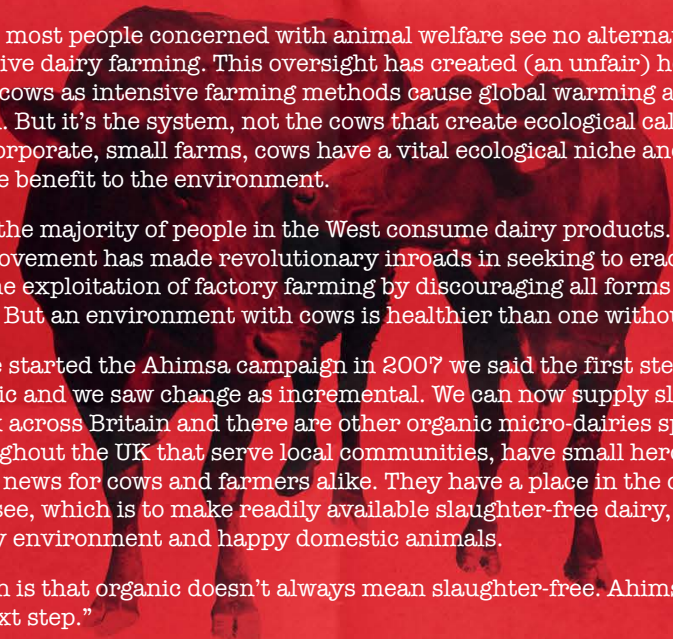 most people concerned with animal welfare see no alterna
ive dairy farming. This oversight has created (an unfair) h
cows as intensive farming methods cause global warming a
. But it’s the system, not the cows that create ecological cal
orporate, small farms, cows have a vital ecological niche an
e benefit to the environment.
the majority of people in the West consume dairy products.
ovement has made revolutionary inroads in seeking to erad
e exploitation of factory farming by discouraging all forms
But an environment with cows is healthier than one withou
e started the Ahimsa campaign in 2007 we said the first ste
ic and we saw change as incremental. We can now supply sl
k across Britain and there are other organic micro-dairies sp
ghout the UK that serve local communities, have small here
news for cows and farmers alike. They have a place in the c
see, which is to make readily available slaughter-free dairy,
y environment and happy domestic animals.
n is that organic doesn’t always mean slaughter-free. Ahims
xt step.”